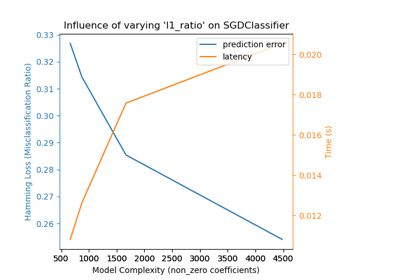 Influence of varying 'l1_ratio' on SGDClassifier
prediction error
latency
0.33
0.32
0.31
0.30
0.29
0.28
0.27
0.26
Hamming Loss (Misclassification Ratio)
0.020
0.018
0.016
0.014
0.012
Time (s)
500 1000 1500 2000 2500 3000 3500 4000 4500
Model Complexity (non_zero coefficients)